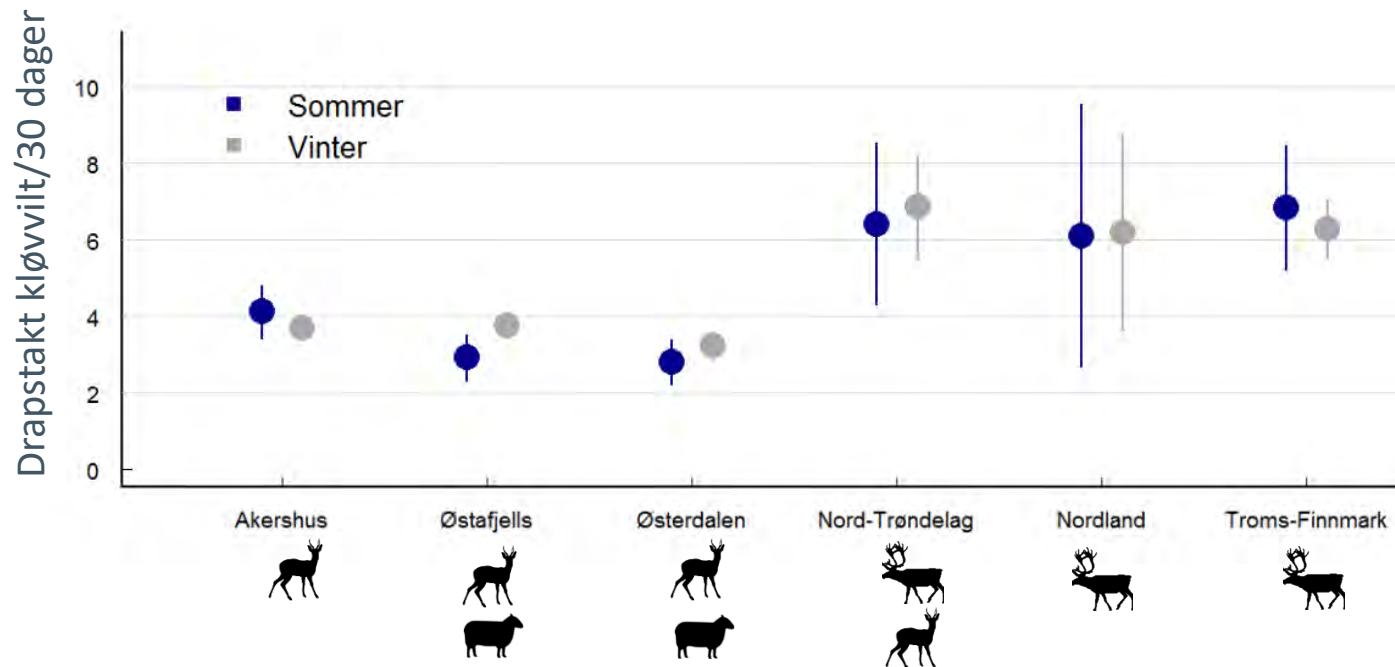 Drapstakt kløvvilt/30 dager
10
8
6
4
2
0
Sommer
Vinter
Akershus
Østafjells
Østerdalen
Nord-Trøndelag
Nordland
Troms-Finnmark